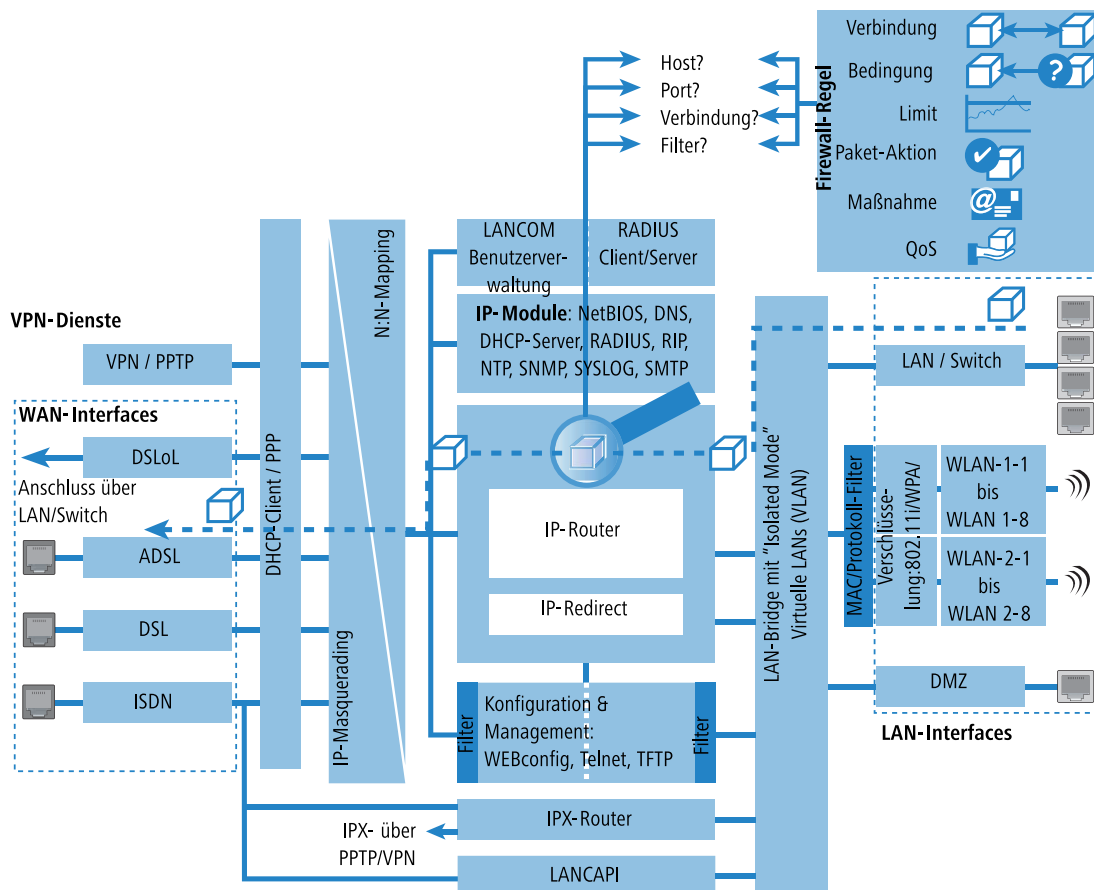 Host?
Port?
Verbindung?
Filter?
Firewall-Regel
Verbindung
Bedingung
?
Limit
Paket-Aktion
Maßnahme
@
QoS
VPN-Dienste
VPN / PPTP
WAN-Interfaces
DSLoL
Anschluss über
LAN/Switch
ADSL
DSL
ISDN
DHCP-Client / PPP
N:N-Mapping
IP-Masquerading
LANCOM
Benutzerver-
waltung
RADIUS
Client/Server
IP-Module: NetBIOS, DNS,
DHCP-Server, RADIUS, RIP,
NTP, SNMP, SYSLOG, SMTP
IP-Router
IP-Redirect
Filter
Konfiguration &
Management:
WEBconfig, Telnet, TFTP
Filter
IPX- über
PPTP/VPN
IPX-Router
LANCAPI
LAN-Bridge mit "Isolated Mode"
Virtuelle LANs (VLAN)
LAN / Switch
MAC/Protokoll-Filter
Verschlüsse-
lung:802.11i/WPA/
WLAN-1-1
bis
WLAN 1-8
WLAN-2-1
bis
WLAN 2-8
DMZ
LAN-Interfaces